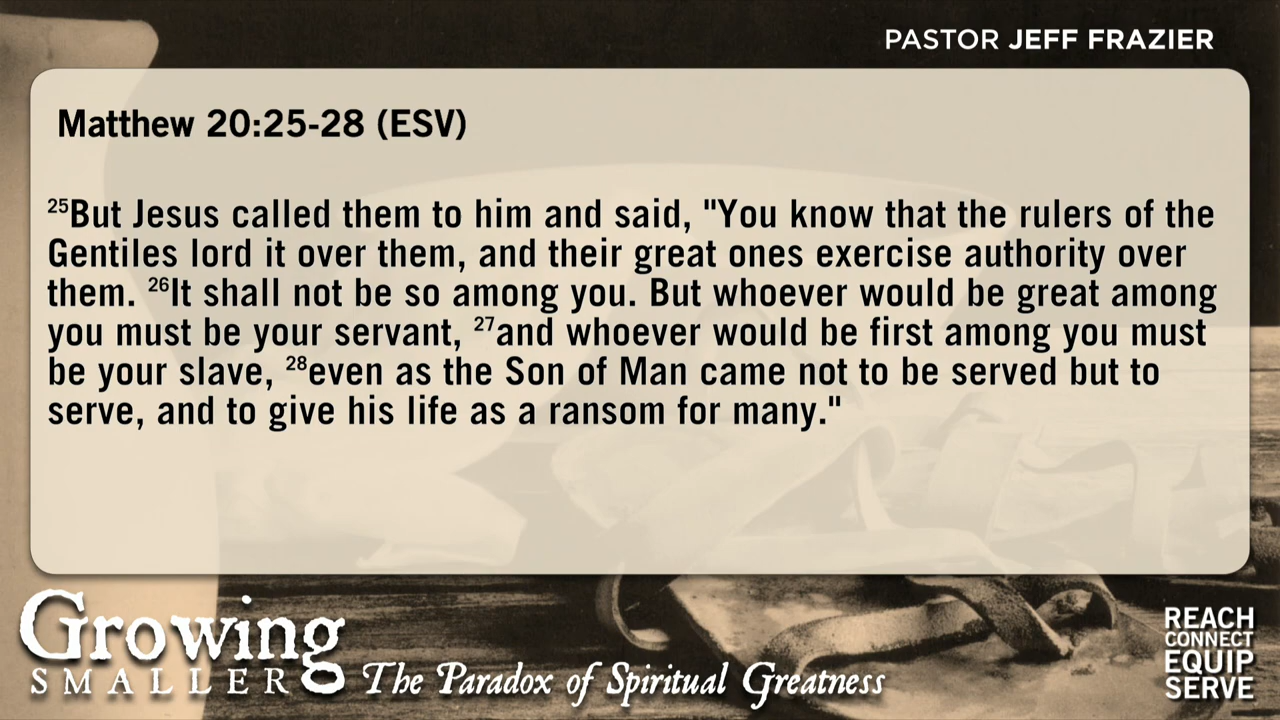 PASTOR JEFF FRAZIER
Matthew 20:25-28 (ESV)
25But Jesus called them to him and said, "You know that the rulers of the
Gentiles lord it over them, and their great ones exercise authority over
them. 26It shall not be so among you. But whoever would be great among
you must be your servant, 27and whoever would be first among you must
be your slave, 28even as the Son of Man came not to be served but to
serve, and to give his life as a ransom for many."
Growing
SMALLER
The Paradox of Spiritual Greatness
REACH
CONNECT
EQUIP
SERVE